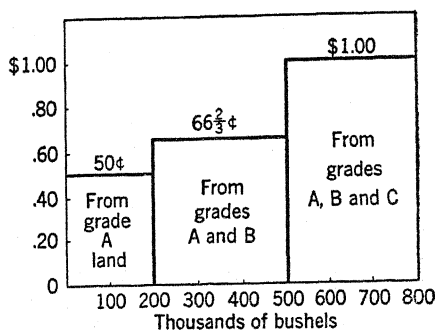 $1.00
$1.00
.80
66⅔¢
.60
50¢
From
grades
A, B and C
From
grades
A and B
From
grade
A
land
.40
.20
0
100 200 300 400 500 600 700 800
Thousands of bushels